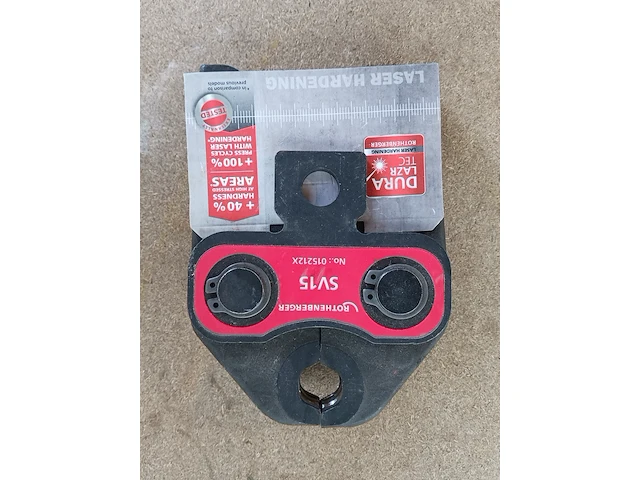 ROTHENBERGER
SV15
No.: 015212X
DURA
LAZR
TEC
LASER HARDENING
ROTHENBERGER
+ 40 %
HARDNESS
AT HIGH STRESSED
AREAS*
+ 100 %
PRESS CYCLES
WITH LASER
HARDENING*
TESTED
* in comparison to
previous models
LASER HARDENING